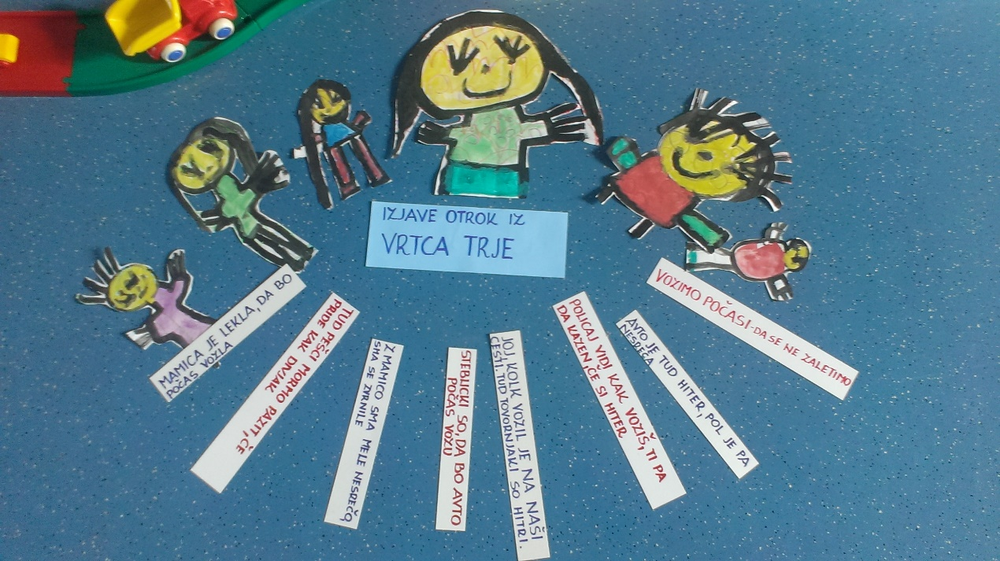 IZJAVE OTROK IZ
VRTCA TRJE
MAMICA JE LEKLA, DA BO
POČAS VOZLA
TUD PEŠCI MORMO PAZIT, ČE
PRIDE KAK DIVJAK
Z MAMICO SMA MELE NESREČO,
SMA SE ZVRNILE
STEBLICKI SO, DA BO AVTO
POČAS VOZU
JOJ KOLK VOZIL JE NA NAŠI
CESTI. TUD TOVORNJAKI SO HITRI.
POLICAJ VIDI KAK VOZIŠ, TI PA
DA KAZEN, ČE SI HITER
AVTO JE TUD HITER, POL JE PA
NESREČA
VOZIMO POČASI-DA SE NE ZALETIMO